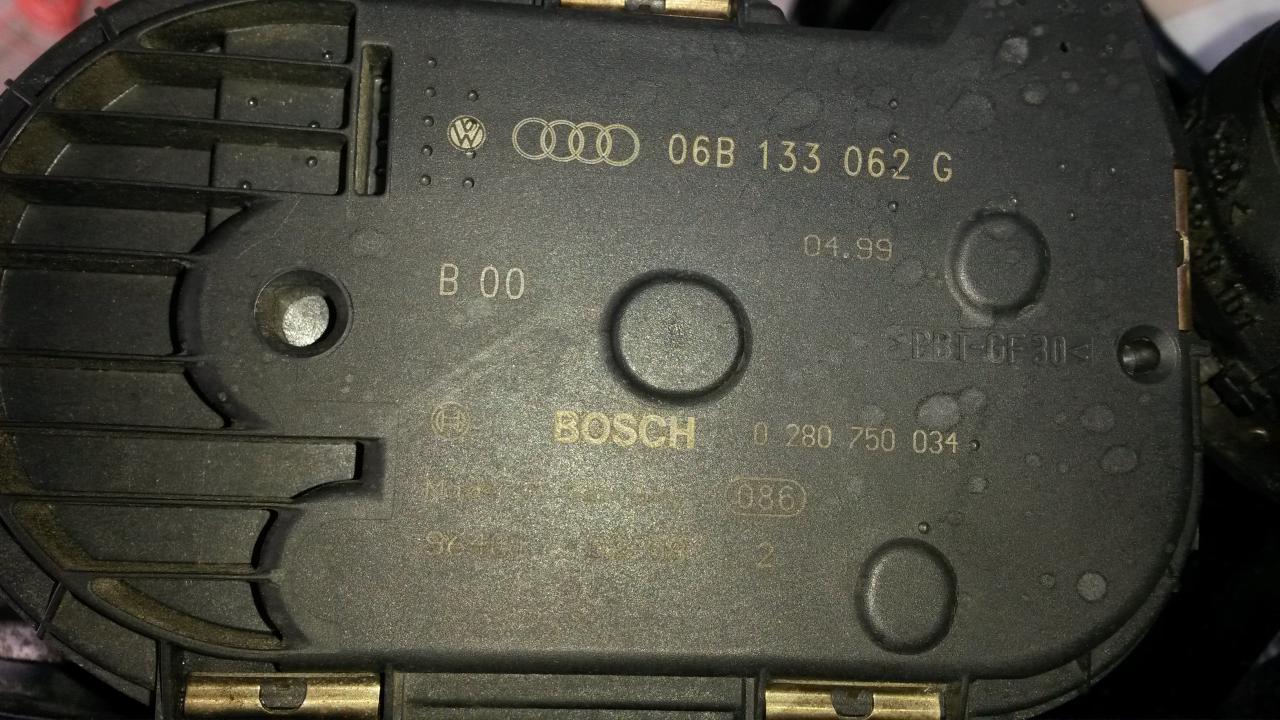 06B 133 062 G
04.99
B 00
>PBT-GF30<
BOSCH 0 280 750 034
086
2